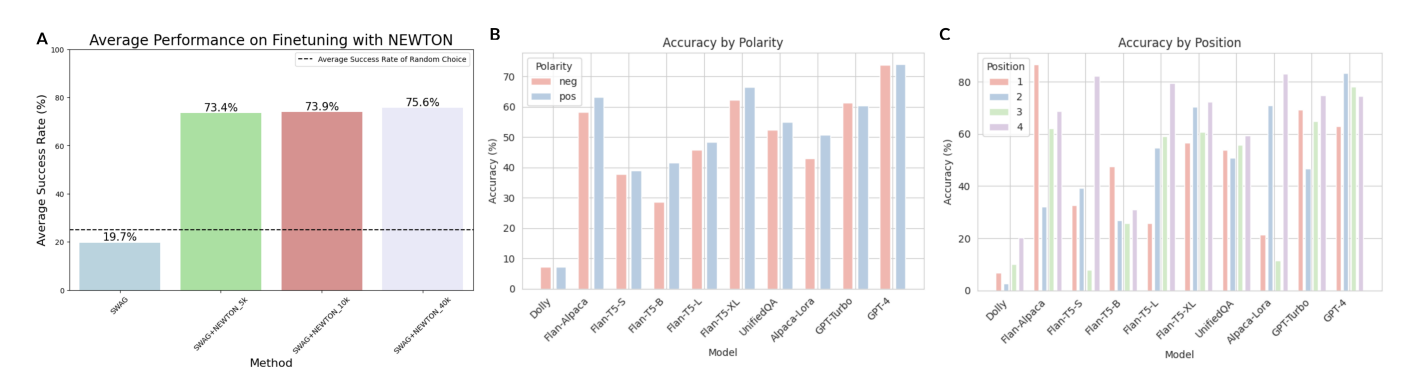 A
Average Performance on Finetuning with NEWTON
Average Success Rate (%)
100
80
60
40
20
0
Average Success Rate of Random Choice
19.7%
73.4%
73.9%
75.6%
SWAG
SWAG+NEWTON_5k
SWAG+NEWTON_10k
SWAG+NEWTON_40k
Method
B
Accuracy by Polarity
Accuracy (%)
70
60
50
40
30
20
10
0
Polarity
neg
pos
Dolly
Flan-Alpaca
Flan-T5-S
Flan-T5-B
Flan-T5-L
Flan-T5-XL
UnifiedQA
Alpaca-Lora
GPT-Turbo
GPT-4
Model
C
Accuracy by Position
Accuracy (%)
80
60
40
20
0
Position
1
2
3
4
Dolly
Flan-Alpaca
Flan-T5-S
Flan-T5-B
Flan-T5-L
Flan-T5-XL
UnifiedQA
Alpaca-Lora
GPT-Turbo
GPT-4
Model